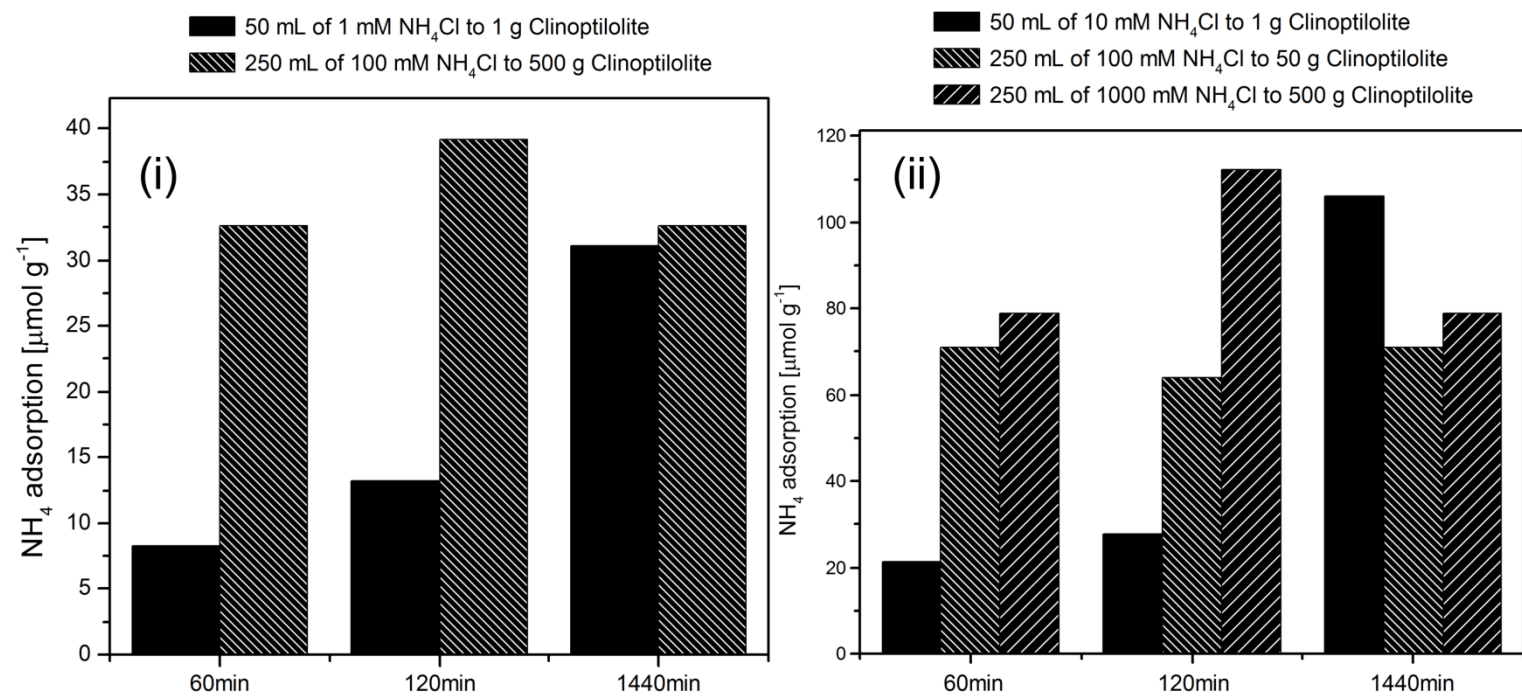 50 mL of 1 mM NH₄Cl to 1 g Clinoptilolite
250 mL of 100 mM NH₄Cl to 500 g Clinoptilolite
(i)
NH₄ adsorption [μmol g⁻¹]
40
35
30
25
20
15
10
5
0
60min 120min 1440min
50 mL of 10 mM NH₄Cl to 1 g Clinoptilolite
250 mL of 100 mM NH₄Cl to 50 g Clinoptilolite
250 mL of 1000 mM NH₄Cl to 500 g Clinoptilolite
(ii)
NH₄ adsorption [μmol g⁻¹]
120
100
80
60
40
20
0
60min 120min 1440min